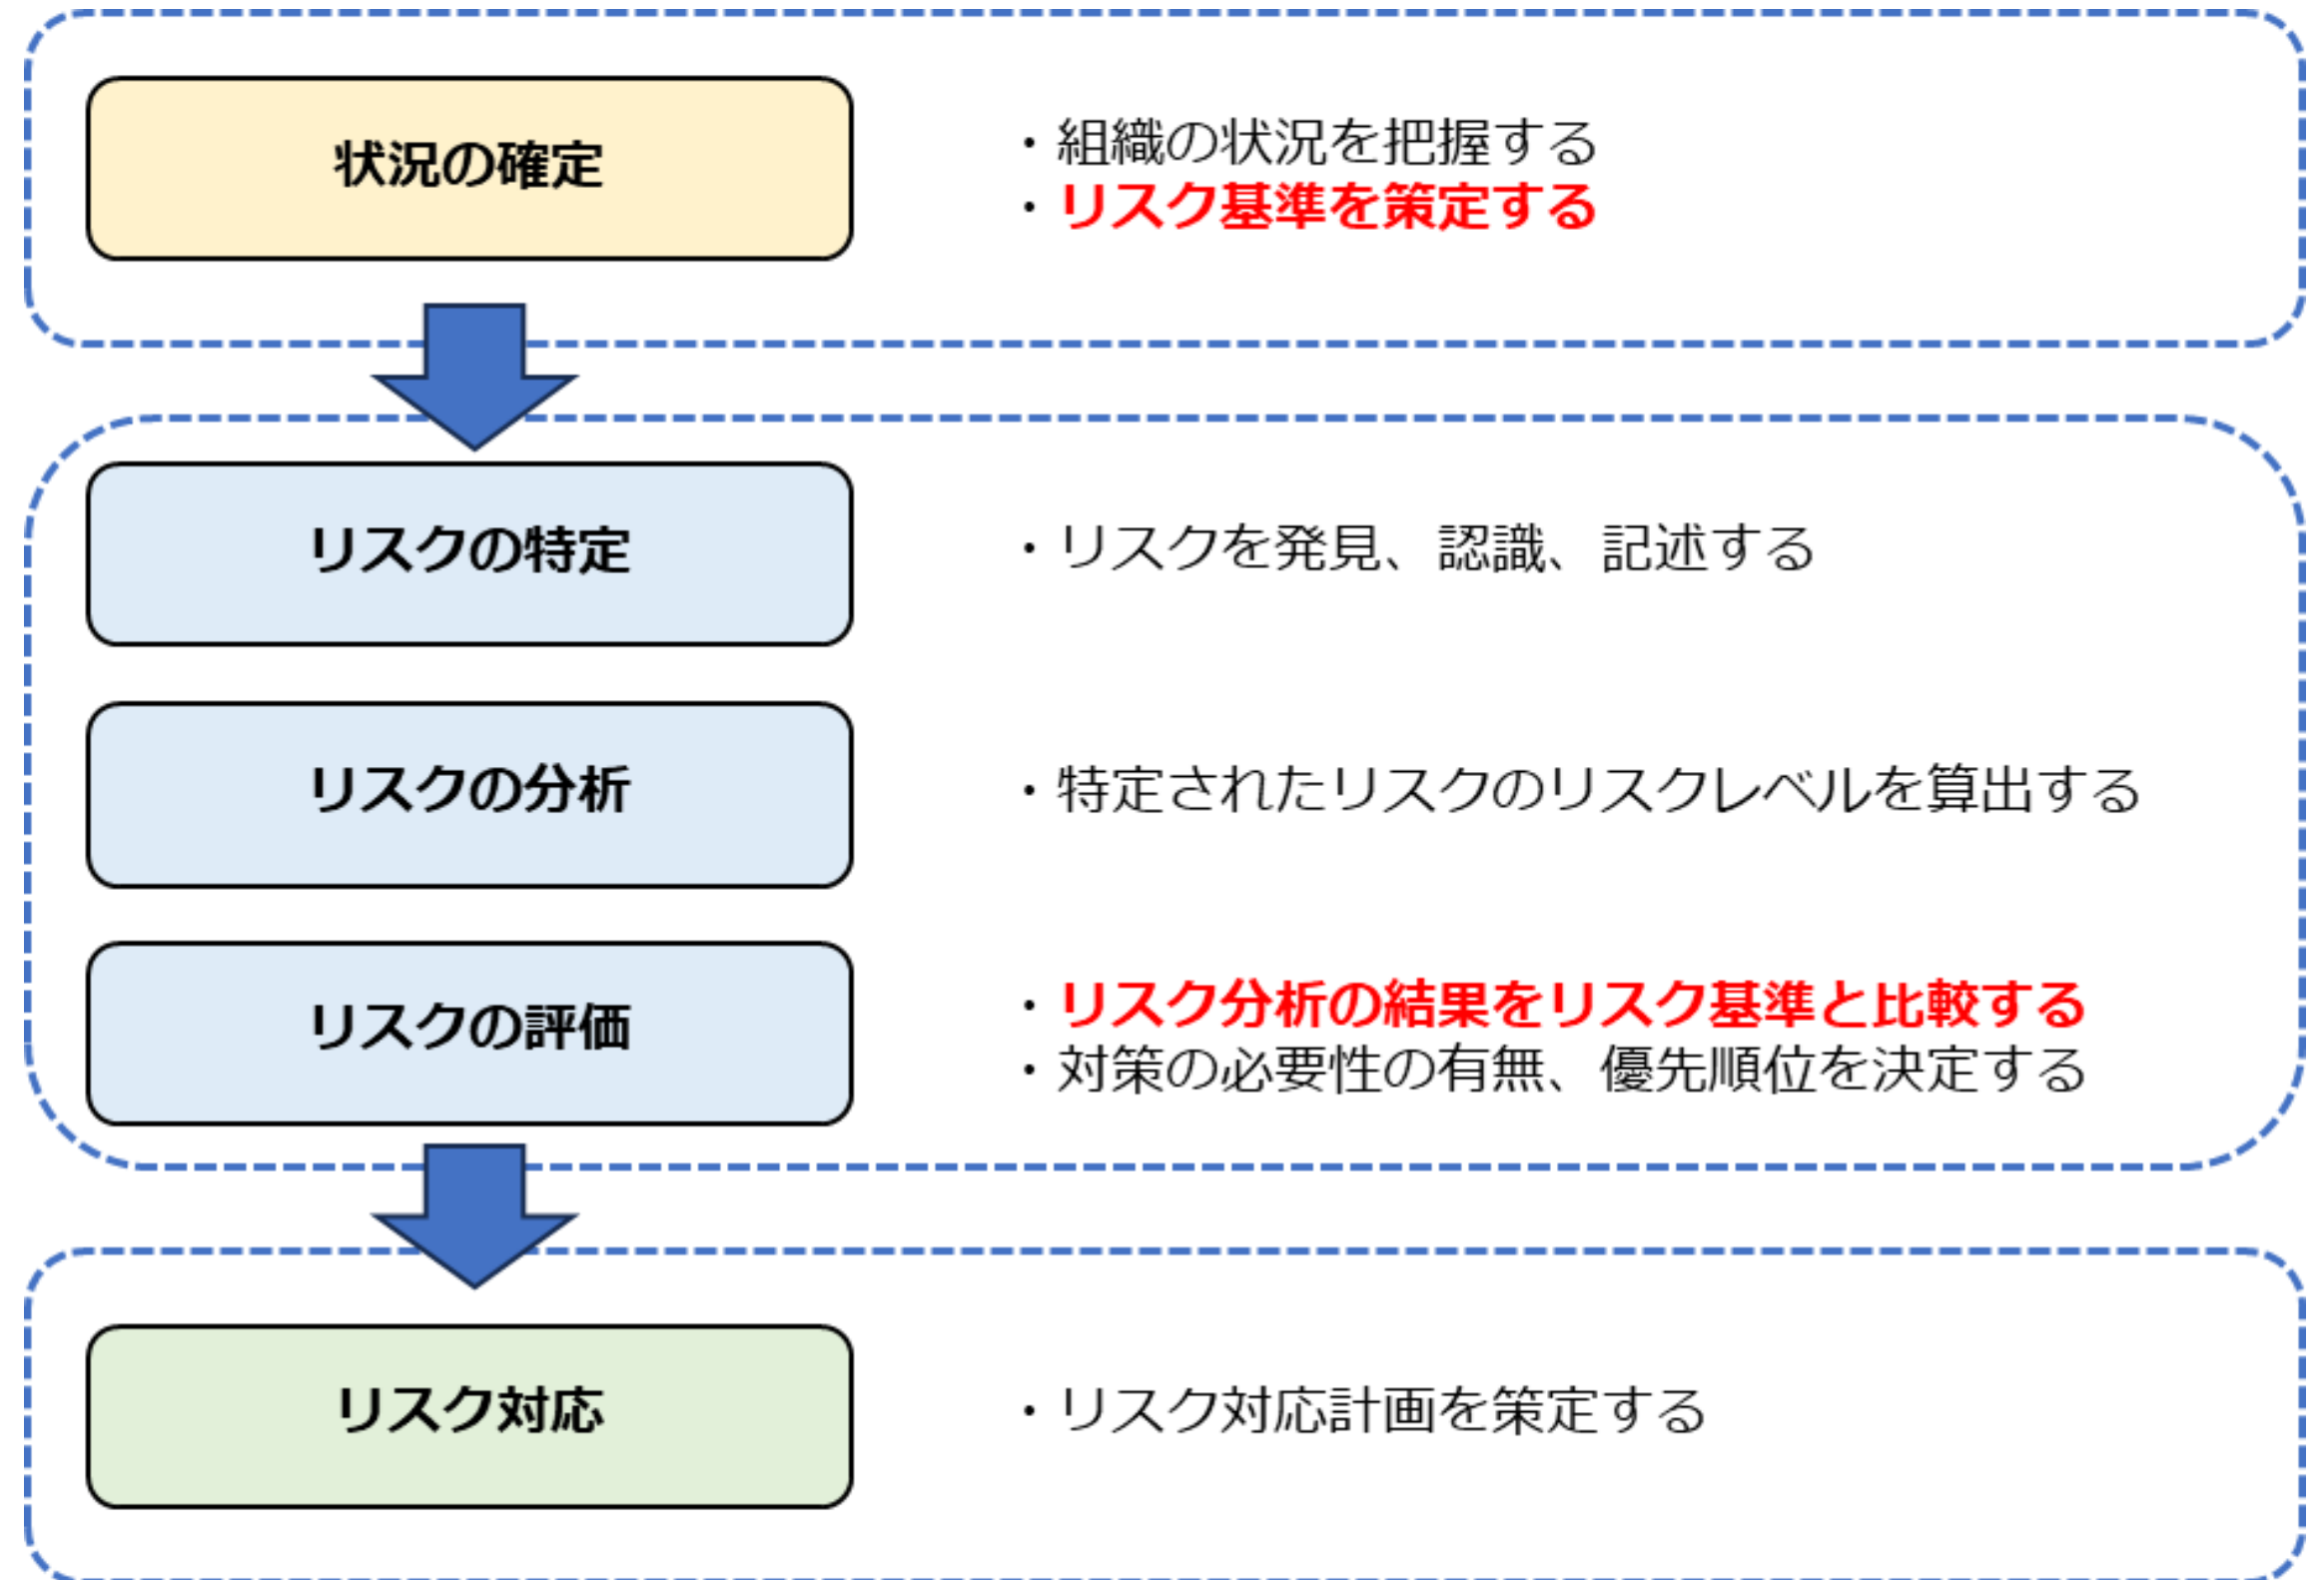 状況の確定
・組織の状況を把握する
・リスク基準を策定する
リスクの特定
・リスクを発見、認識、記述する
リスクの分析
・特定されたリスクのリスクレベルを算出する
リスクの評価
・リスク分析の結果をリスク基準と比較する
・対策の必要性の有無、優先順位を決定する
リスク対応
・リスク対応計画を策定する